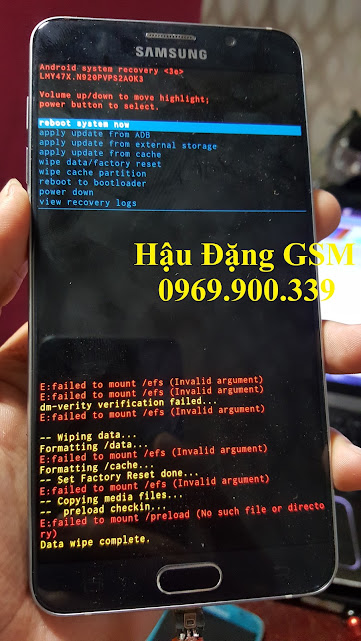 SAMSUNG
Android system recovery <3e>
LMY47X.N920PVPS2AOK3
Volume up/down to move highlight;
power button to select.
reboot system now
apply update from ADB
apply update from external storage
apply update from cache
wipe data/factory reset
wipe cache partition
reboot to bootloader
power down
view recovery logs
Hậu Đặng GSM
0969.900.339
E:failed to mount /efs (Invalid argument)
E:failed to mount /efs (Invalid argument)
dm-verity verification failed...
E:failed to mount /efs (Invalid argument)
-- Wiping data...
Formatting /data...
E:failed to mount /efs (Invalid argument)
Formatting /cache...
-- Set Factory Reset done...
E:failed to mount /efs (Invalid argument)
-- Copying media files...
--  preload checkin...
E:failed to mount /preload (No such file or directo
ry)
Data wipe complete.